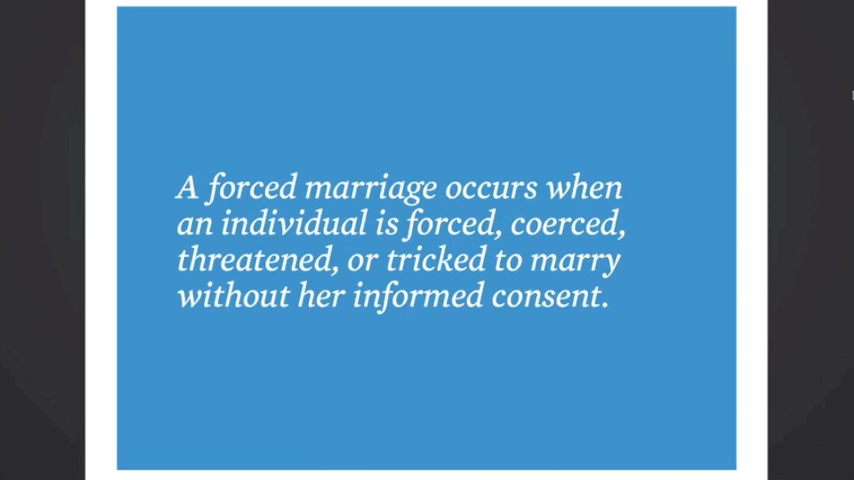 A forced marriage occurs when
an individual is forced, coerced,
threatened, or tricked to marry
without her informed consent.